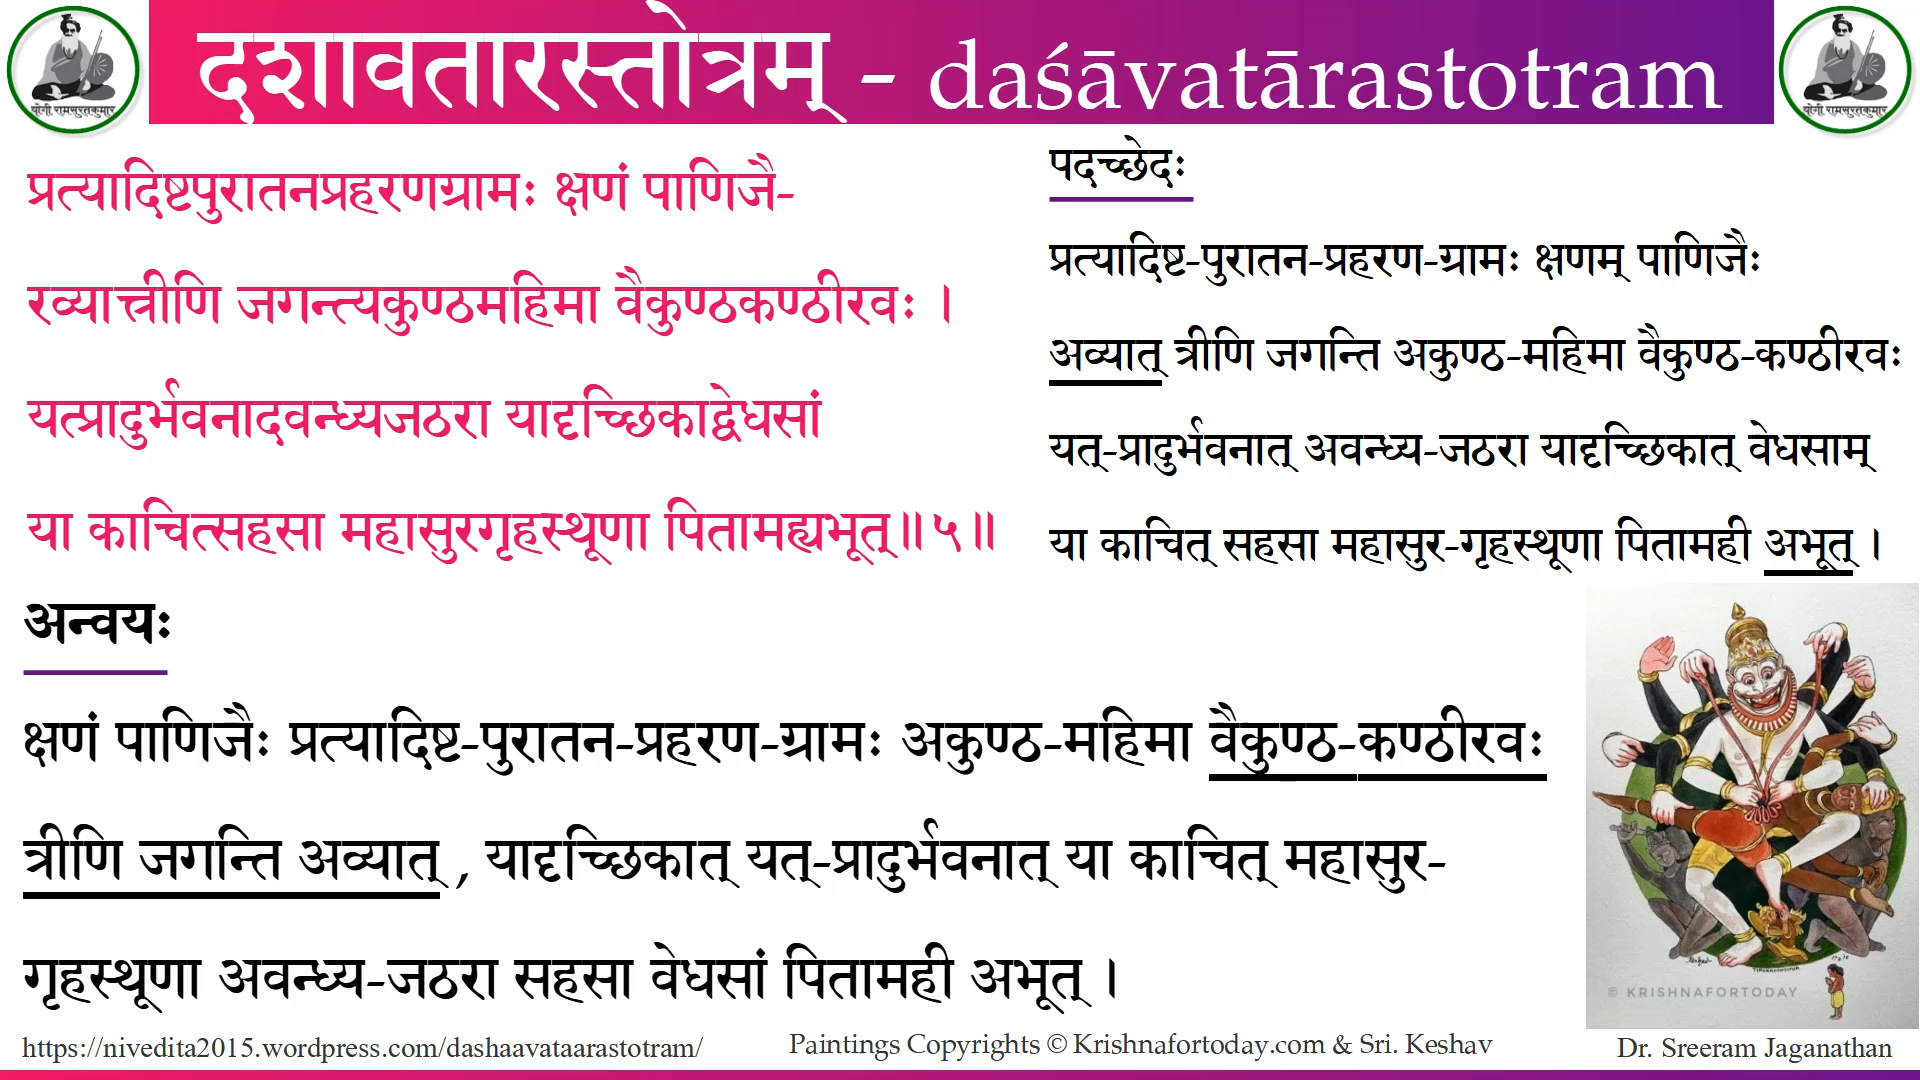 दशावतारस्तोत्रम् - daśāvatārastotram
योगी रामसुरतकुमार
योगी रामसुरतकुमार
प्रत्यादिष्टपुरातनप्रहरणग्रामः क्षणं पाणिजै-
रव्यात्त्रीणि जगन्त्यकुण्ठमहिमा वैकुण्ठकण्ठीरवः ।
यत्प्रादुर्भवनादवन्ध्यजठरा यादृच्छिकाद्वेधसां
या काचित्सहसा महासुरगृहस्थूणा पितामह्यभूत्॥५॥
पदच्छेदः
प्रत्यादिष्ट-पुरातन-प्रहरण-ग्रामः क्षणम् पाणिजैः
अव्यात् त्रीणि जगन्ति अकुण्ठ-महिमा वैकुण्ठ-कण्ठीरवः
यत्-प्रादुर्भवनात् अवन्ध्य-जठरा यादृच्छिकात् वेधसाम्
या काचित् सहसा महासुर-गृहस्थूणा पितामही अभूत् ।
अन्वयः
क्षणं पाणिजैः प्रत्यादिष्ट-पुरातन-प्रहरण-ग्रामः अकुण्ठ-महिमा वैकुण्ठ-कण्ठीरवः
त्रीणि जगन्ति अव्यात् , यादृच्छिकात् यत्-प्रादुर्भवनात् या काचित् महासुर-
गृहस्थूणा अवन्ध्य-जठरा सहसा वेधसां पितामही अभूत् ।
© KRISHNAFORTODAY
https://nivedita2015.wordpress.com/dashaavataarastotram/
Paintings Copyrights © Krishnafortoday.com & Sri. Keshav
Dr. Sreeram Jaganathan